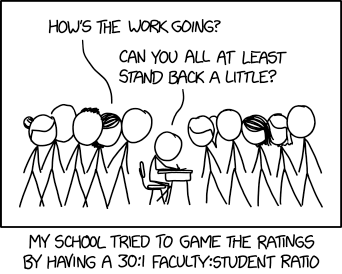 HOW'S THE WORK GOING?
CAN YOU ALL AT LEAST
STAND BACK A LITTLE?
MY SCHOOL TRIED TO GAME THE RATINGS
BY HAVING A 30:1 FACULTY:STUDENT RATIO